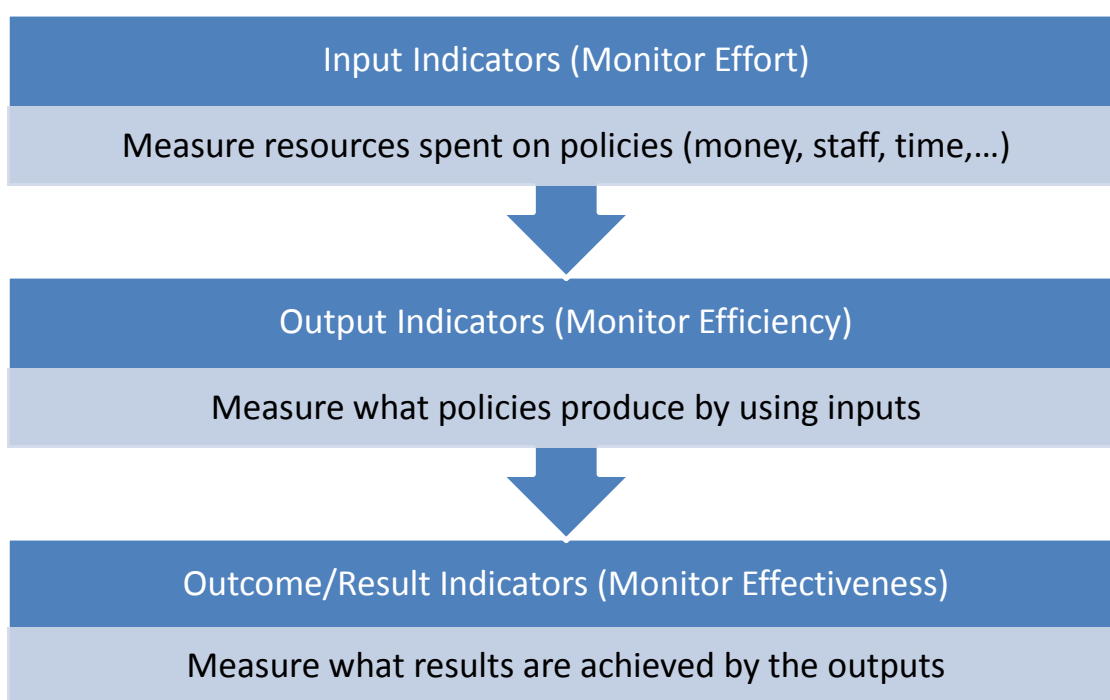 Input Indicators (Monitor Effort)
Measure resources spent on policies (money, staff, time,...)
Output Indicators (Monitor Efficiency)
Measure what policies produce by using inputs
Outcome/Result Indicators (Monitor Effectiveness)
Measure what results are achieved by the outputs